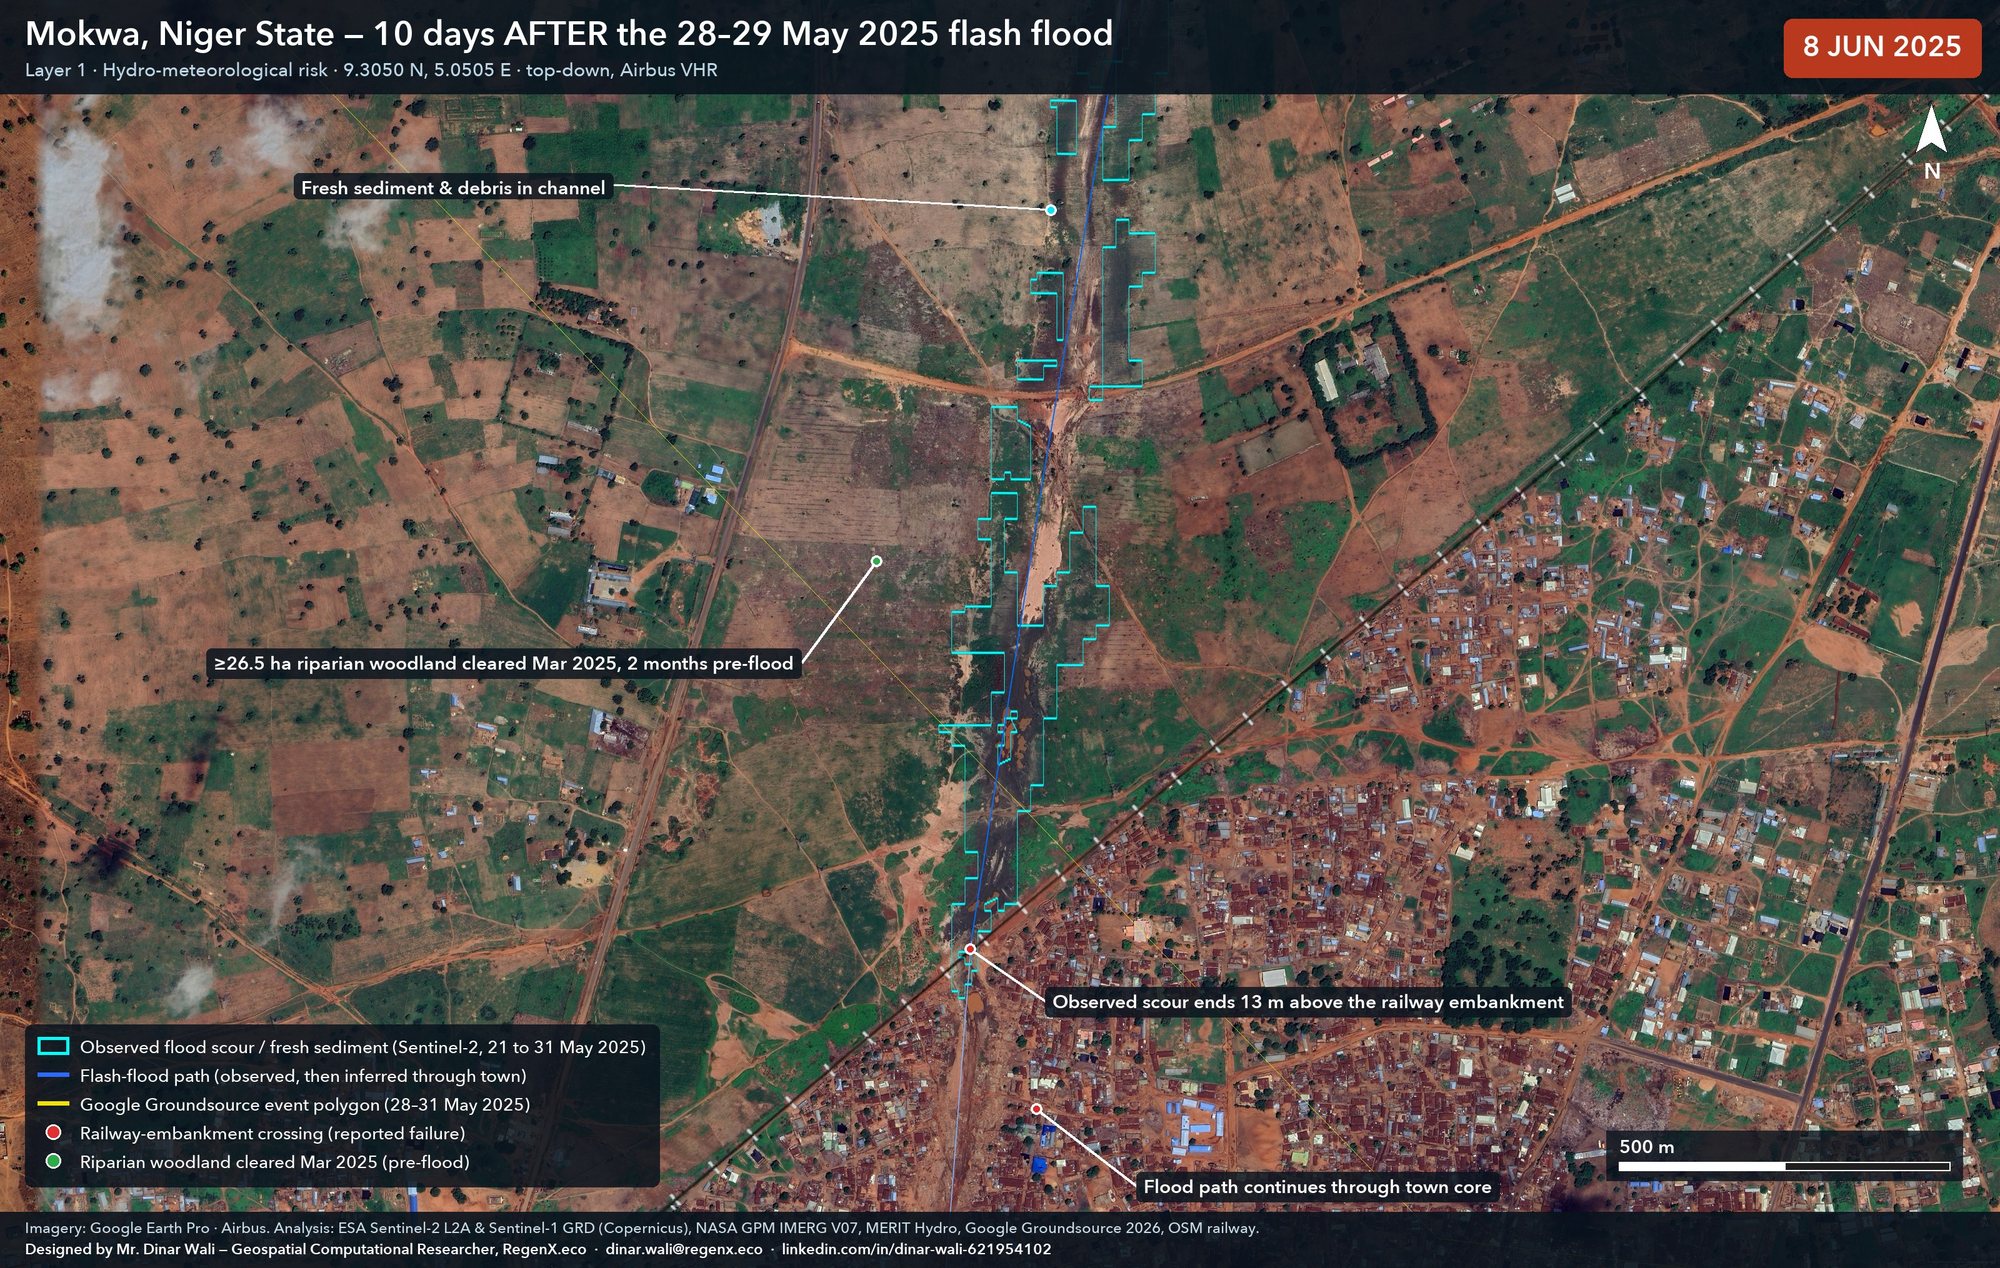 Mokwa, Niger State – 10 days AFTER the 28–29 May 2025 flash flood
Layer 1 · Hydro-meteorological risk · 9.3050 N, 5.0505 E · top-down, Airbus VHR
8 JUN 2025
N
Fresh sediment & debris in channel
≥26.5 ha riparian woodland cleared Mar 2025, 2 months pre-flood
Observed scour ends 13 m above the railway embankment
Flood path continues through town core
Observed flood scour / fresh sediment (Sentinel-2, 21 to 31 May 2025)
Flash-flood path (observed, then inferred through town)
Google Groundsource event polygon (28–31 May 2025)
Railway-embankment crossing (reported failure)
Riparian woodland cleared Mar 2025 (pre-flood)
500 m
Imagery: Google Earth Pro · Airbus. Analysis: ESA Sentinel-2 L2A & Sentinel-1 GRD (Copernicus), NASA GPM IMERG V07, MERIT Hydro, Google Groundsource 2026, OSM railway.
Designed by Mr. Dinar Wali – Geospatial Computational Researcher, RegenX.eco · dinar.wali@regenx.eco · linkedin.com/in/dinar-wali-621954102